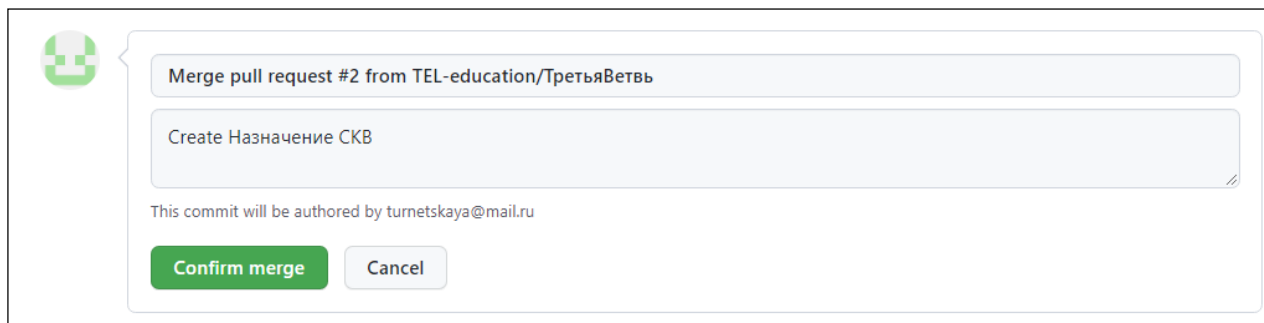 Merge pull request #2 from TEL-education/ТретьяВетвь
Create Назначение СКВ
This commit will be authored by turnetskaya@mail.ru
Confirm merge
Cancel